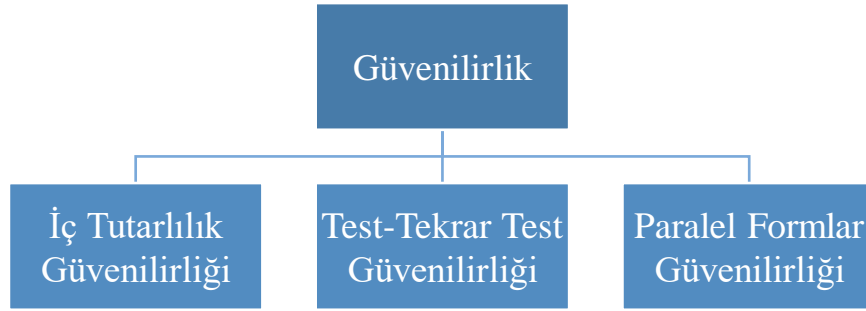 Güvenilirlik
İç Tutarlılık
Güvenilirliği
Test-Tekrar Test
Güvenilirliği
Paralel Formlar
Güvenilirliği